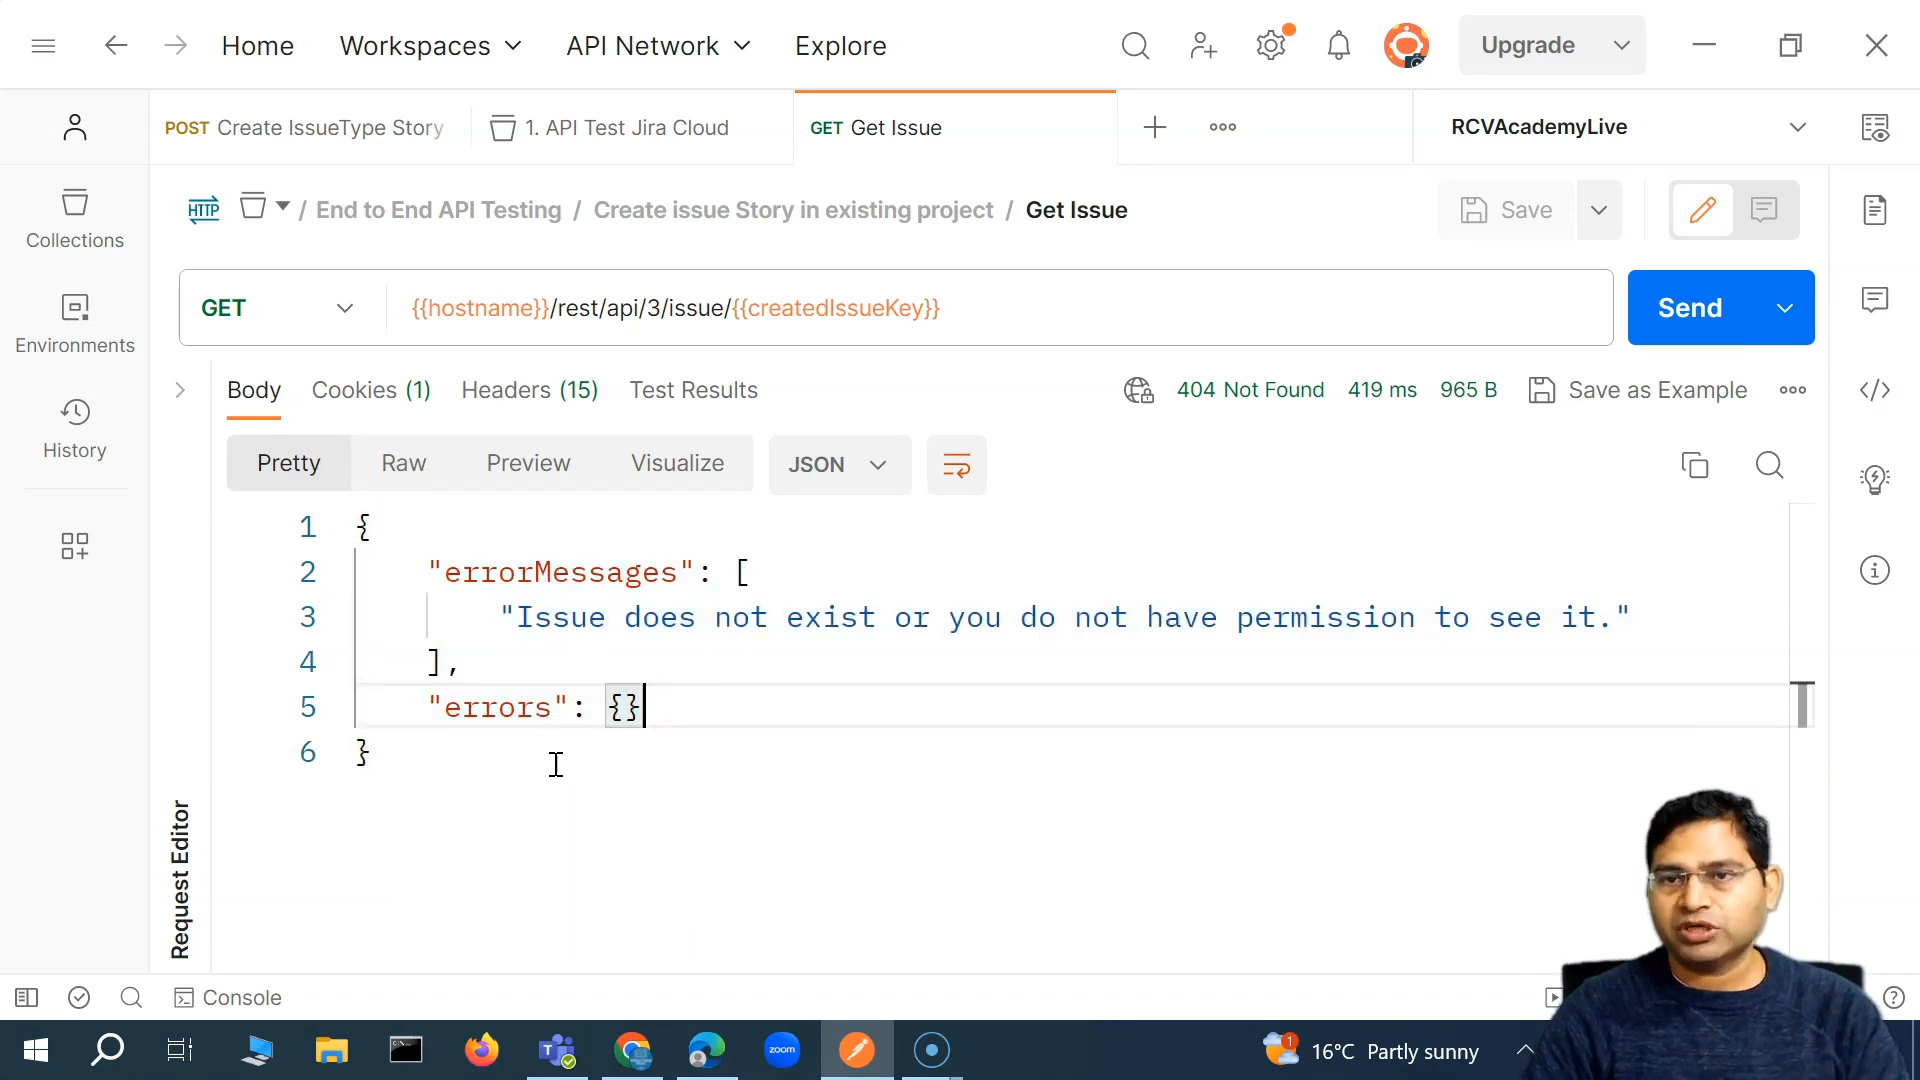 Home Workspaces API Network Explore Upgrade
POST Create IssueType Story 1. API Test Jira Cloud GET Get Issue RCVAcademyLive
HTTP / End to End API Testing / Create issue Story in existing project / Get Issue Save
Collections
GET {{hostname}}/rest/api/3/issue/{{createdIssueKey}} Send
Environments
Body Cookies (1) Headers (15) Test Results 404 Not Found 419 ms 965 B Save as Example
History
Pretty Raw Preview Visualize JSON
1 {
2 "errorMessages": [
3 "Issue does not exist or you do not have permission to see it."
4 ],
5 "errors": {}
6 }
Request Editor
Console
zoom
1 16°C Partly sunny